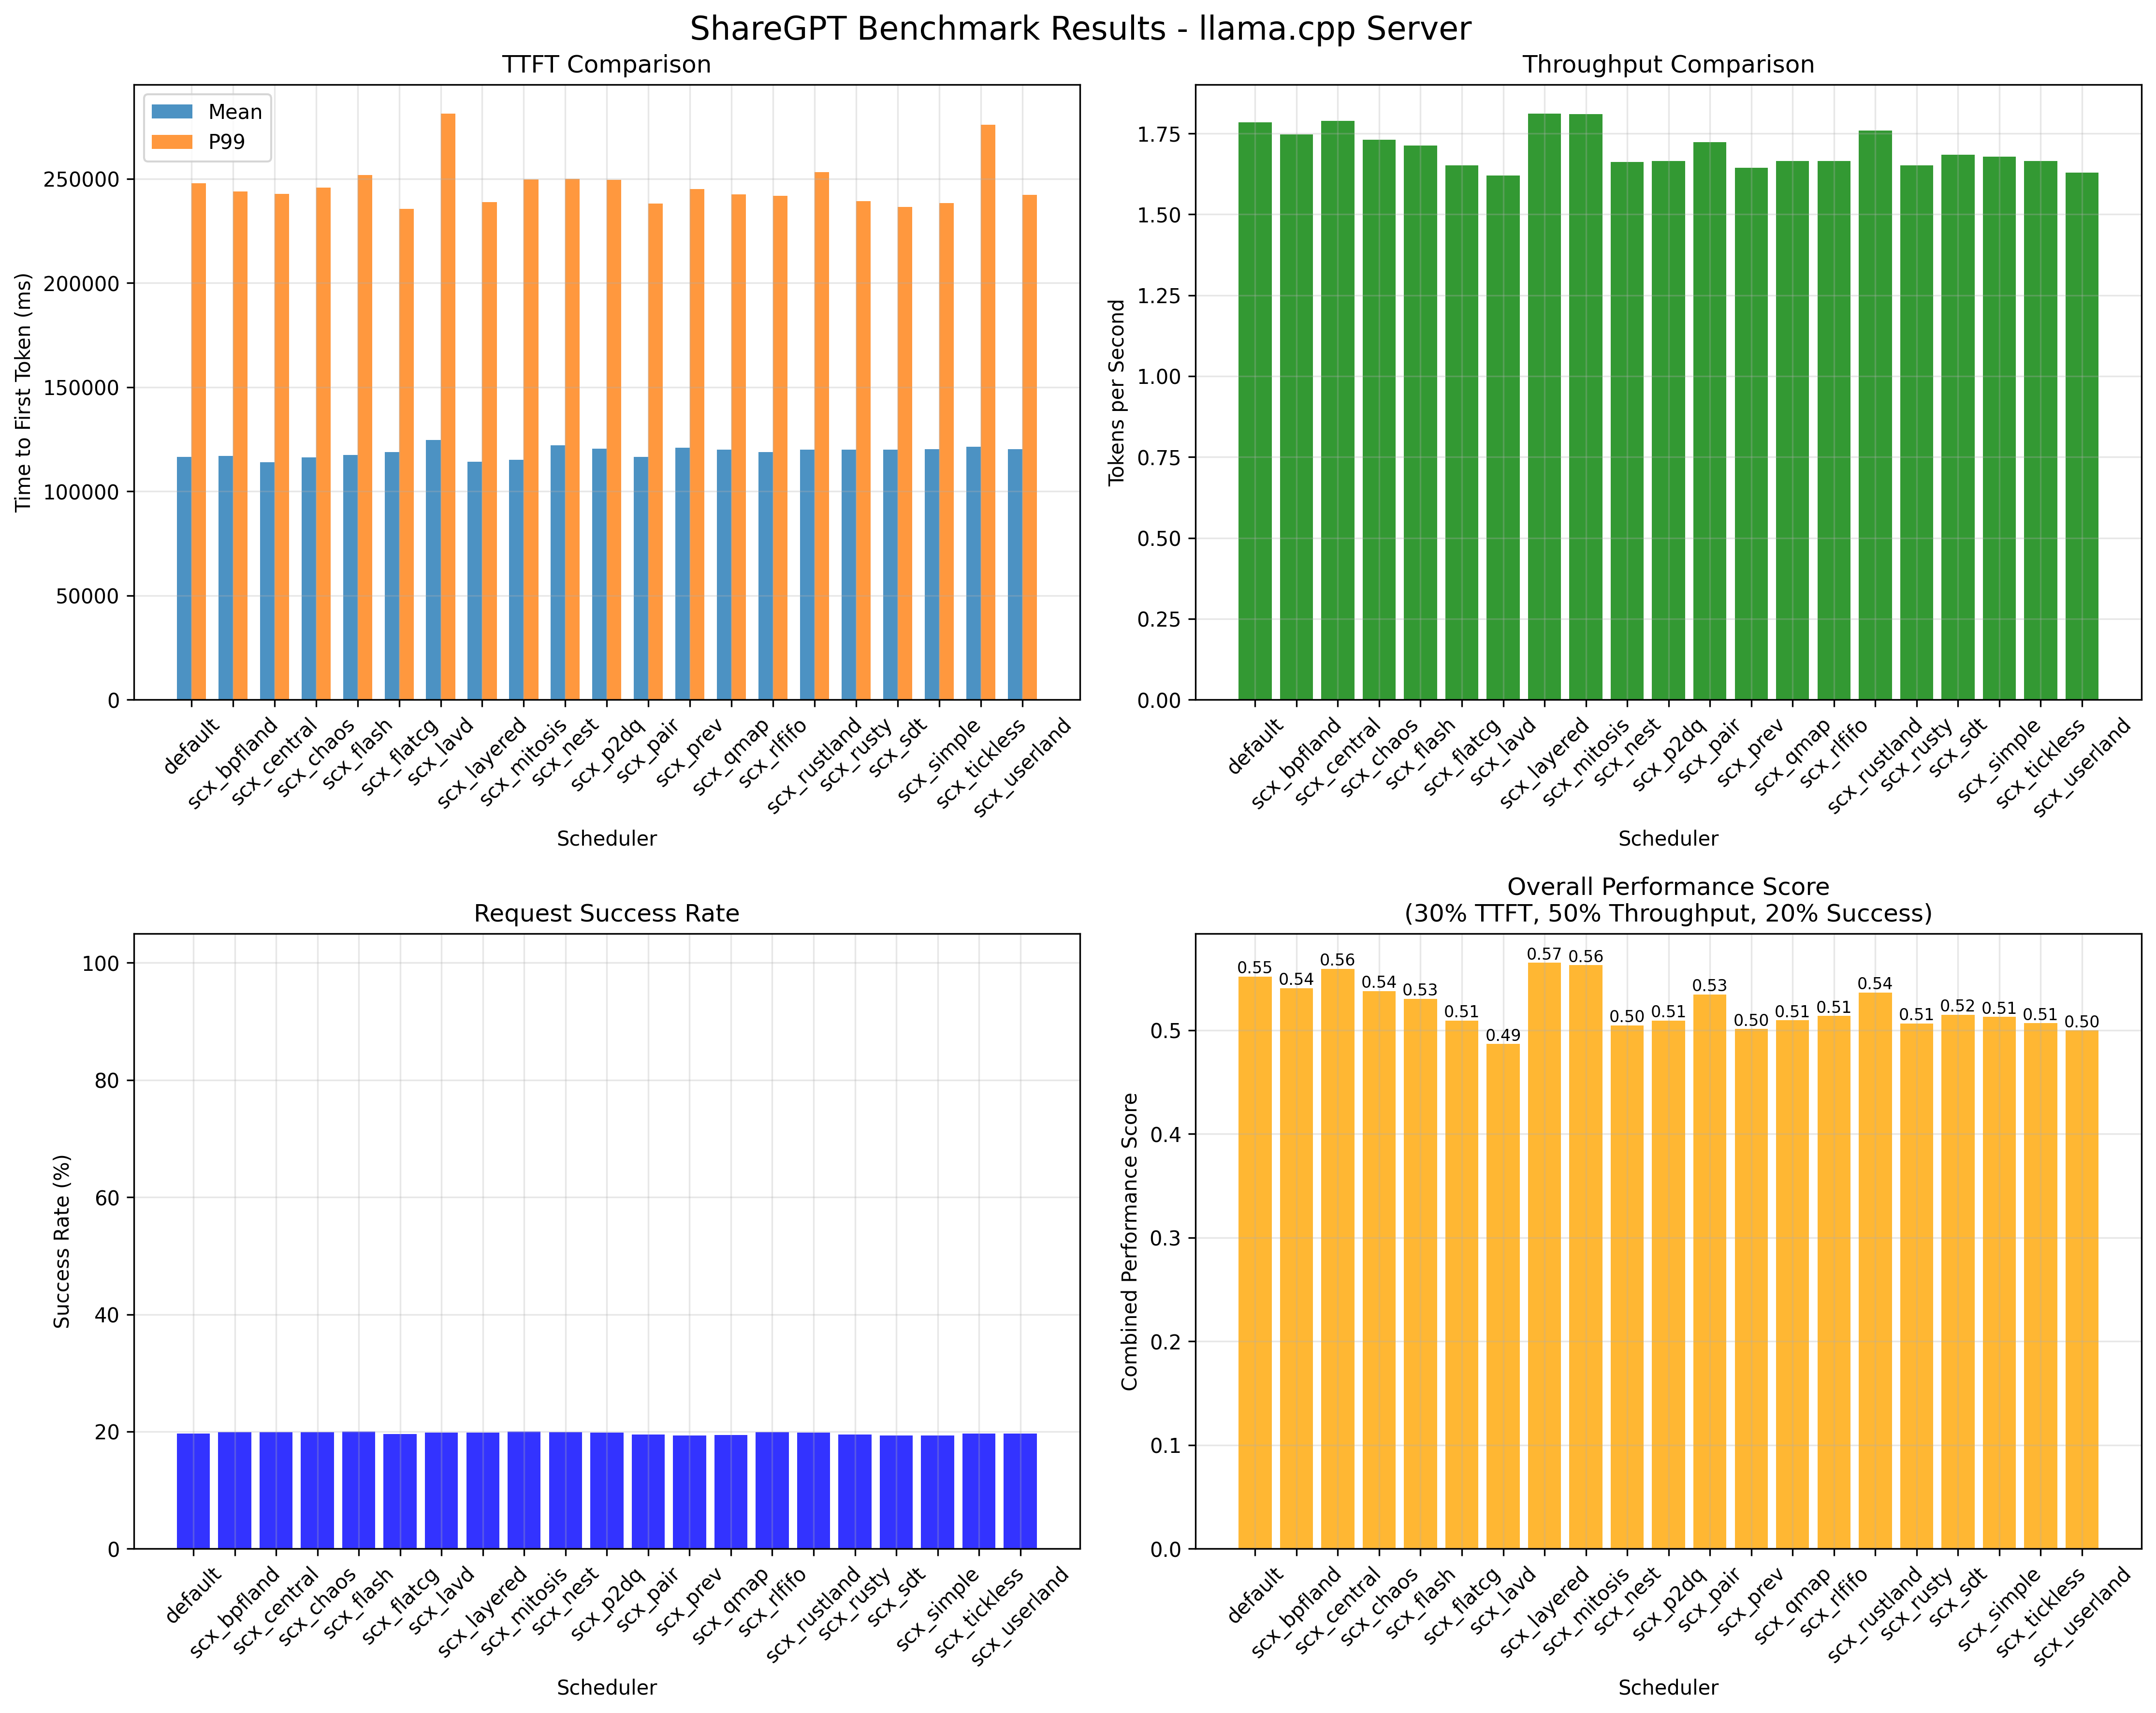 ShareGPT Benchmark Results - llama.cpp Server
TTFT Comparison
Mean
P99
Time to First Token (ms)
250000
200000
150000
100000
50000
0
default
scx_bpfland
scx_central
scx_chaos
scx_flash
scx_flatcg
scx_lavd
scx_layered
scx_mitosis
scx_nest
scx_p2dq
scx_pair
scx_prev
scx_qmap
scx_rlfifo
scx_rustland
scx_rusty
scx_sdt
scx_simple
scx_tickless
scx_userland
Scheduler
Throughput Comparison
Tokens per Second
1.75
1.50
1.25
1.00
0.75
0.50
0.25
0.00
default
scx_bpfland
scx_central
scx_chaos
scx_flash
scx_flatcg
scx_lavd
scx_layered
scx_mitosis
scx_nest
scx_p2dq
scx_pair
scx_prev
scx_qmap
scx_rlfifo
scx_rustland
scx_rusty
scx_sdt
scx_simple
scx_tickless
scx_userland
Scheduler
Request Success Rate
Success Rate (%)
100
80
60
40
20
0
default
scx_bpfland
scx_central
scx_chaos
scx_flash
scx_flatcg
scx_lavd
scx_layered
scx_mitosis
scx_nest
scx_p2dq
scx_pair
scx_prev
scx_qmap
scx_rlfifo
scx_rustland
scx_rusty
scx_sdt
scx_simple
scx_tickless
scx_userland
Scheduler
Overall Performance Score
(30% TTFT, 50% Throughput, 20% Success)
Combined Performance Score
0.5
0.4
0.3
0.2
0.1
0.0
0.55
0.54
0.56
0.54
0.53
0.51
0.49
0.57
0.56
0.50
0.51
0.53
0.50
0.51
0.51
0.54
0.51
0.52
0.51
0.51
0.50
default
scx_bpfland
scx_central
scx_chaos
scx_flash
scx_flatcg
scx_lavd
scx_layered
scx_mitosis
scx_nest
scx_p2dq
scx_pair
scx_prev
scx_qmap
scx_rlfifo
scx_rustland
scx_rusty
scx_sdt
scx_simple
scx_tickless
scx_userland
Scheduler